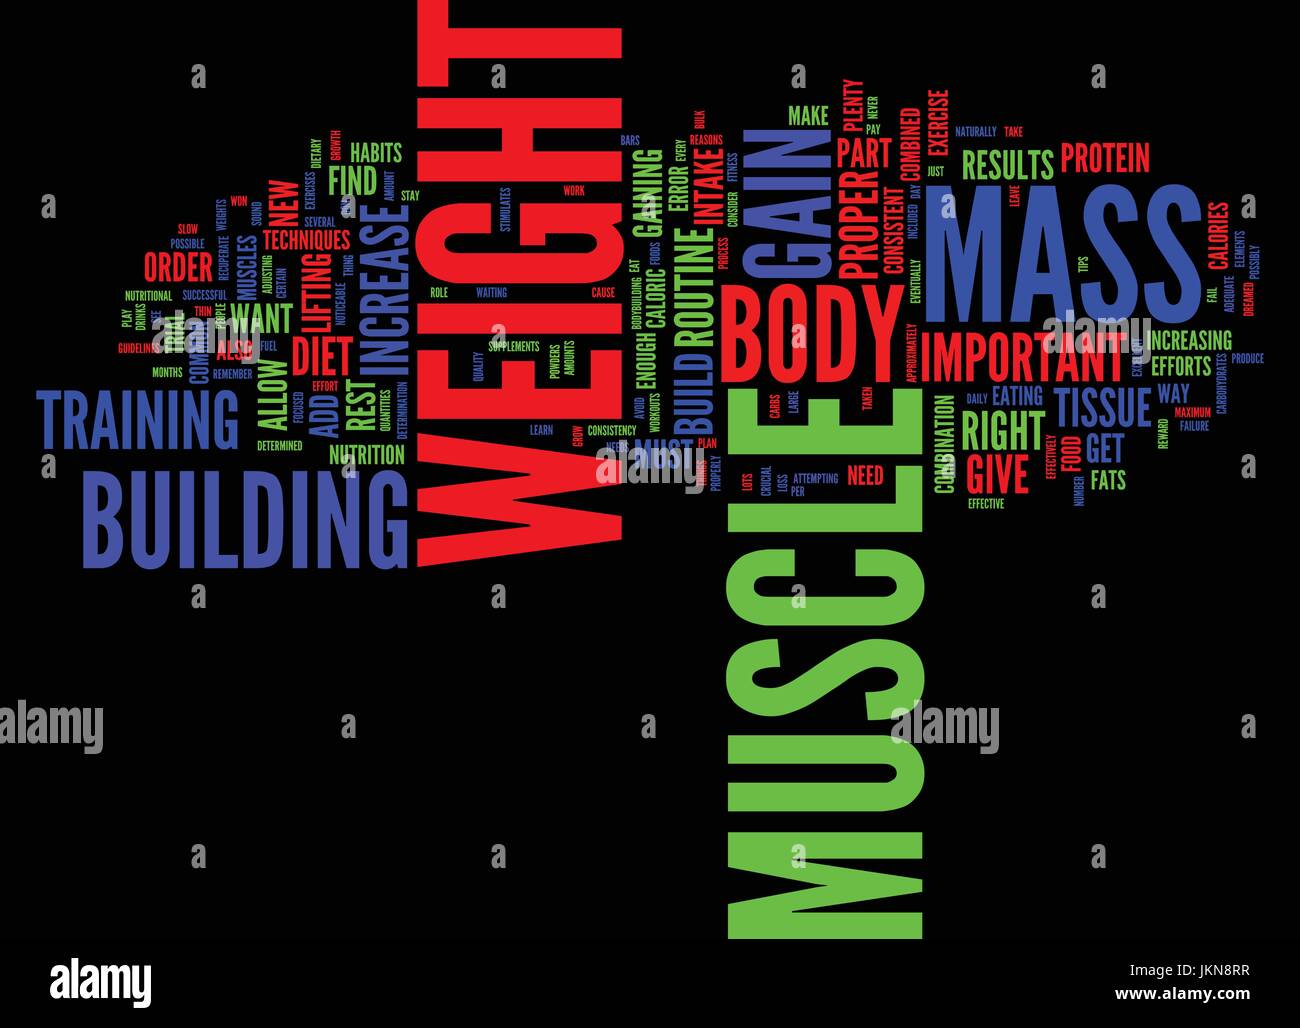 WEIGHT
MUSCLE
MASS
BODY
BUILDING
TRAINING
GAIN
INCREASE
IMPORTANT
TISSUE
RIGHT
GIVE
GET
FATS
FOOD
COMBINATION
EFFECTIVELY
EFFECTIVE
NUMBER
DAILY
EATING
WAY
MAXIMUM
FAILURE
REWARD
CARBOHYDRATES
PRODUCE
EFFORTS
INCREASING
EXCELLENT
TIPS
FAIL
ADEQUATE
DREAMED
POSSIBLY
ELEMENTS
CALORIES
PROTEIN
RESULTS
NATURALLY
TAKE
JUST
LEAVE
DAY
INCLUDED
EXERCISE
COMBINED
CONSISTENT
EVENTUALLY
APPROXIMATELY
PROPER
PART
PLENTY
NEVER
PAY
MAKE
BULK
REASONS
EVERY
ERROR
INTAKE
FITNESS
CONSIDER
PROCESS
ROUTINE
BUILD
MUST
PLAN
THINGS
PROPERLY
GAINING
BARS
FOODS
EAT
CALORIC
BODYBUILDING
ENOUGH
AVOID
WORKOUTS
CONSISTENCY
NEEDS
GROW
LEARN
AMOUNTS
POWDERS
SUPPLEMENTS
QUALITY
CAUSE
WAITING
ROLE
WORK
STIMULATES
STAY
HABITS
FIND
AMOUNT
GROWTH
DIETARY
EXERCISES
SEVERAL
NEW
TECHNIQUES
LIFTING
THING
NOTICEABLE
CERTAIN
ADJUSTING
MUSCLES
SOUND
WON
WEIGHTS
RECUPERATE
SLOW
POSSIBLE
ORDER
NUTRITIONAL
SUCCESSFUL
PLAY
DRINKS
TRIAL
THIN
PEOPLE
WANT
GUIDELINES
MONTHS
COMMON
ALSO
FUEL
REMEMBER
DIET
ALLOW
FOCUSED
EFFORT
ADD
REST
QUANTITIES
DETERMINATION
DETERMINED
NUTRITION
TAKEN
LARGE
CARBS
NEED
ATTEMPTING
PER
LOSS
CRUCIAL
LOTS
a a a
a a a
a a a
a a a
alamy a alamy a
a a a
alamy
Image ID: JKN8RR
www.alamy.com